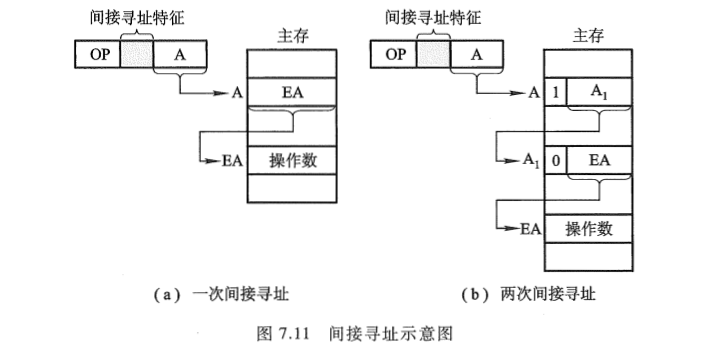 间接寻址特征
主存
OP A
A EA
EA 操作数
(a) 一次间接寻址
间接寻址特征
主存
OP A
A 1 A₁
A₁ 0 EA
EA 操作数
(b) 两次间接寻址
图 7.11 间接寻址示意图